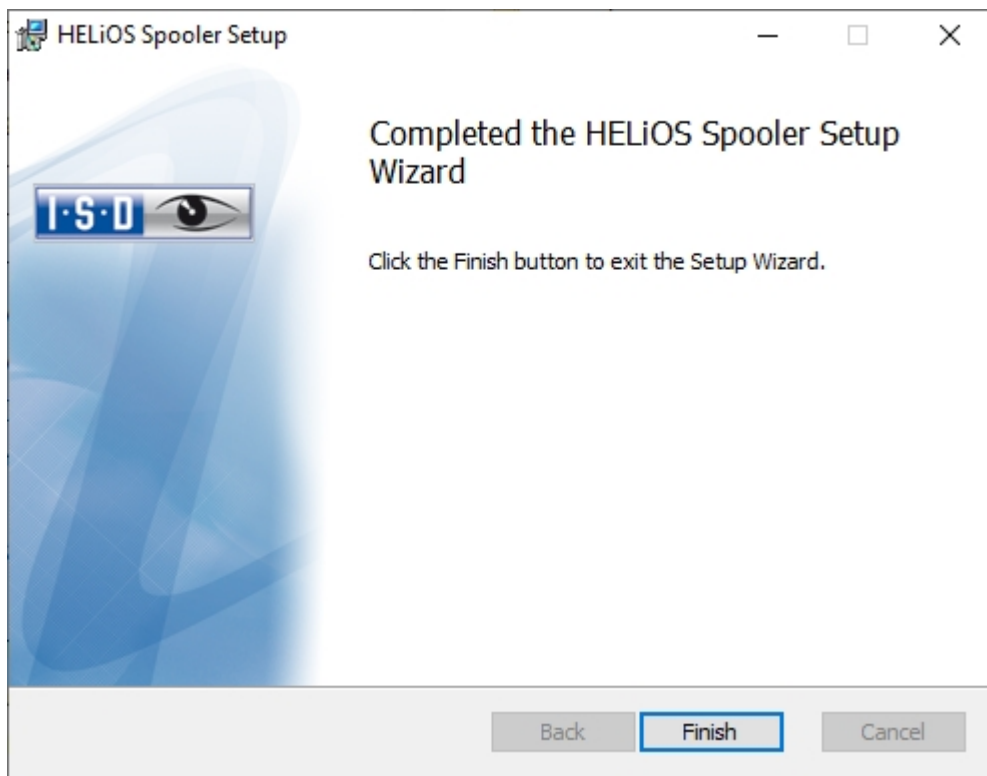 HELiOS Spooler Setup
Completed the HELiOS Spooler Setup
Wizard
I·S·D
Click the Finish button to exit the Setup Wizard.
Back
Finish
Cancel